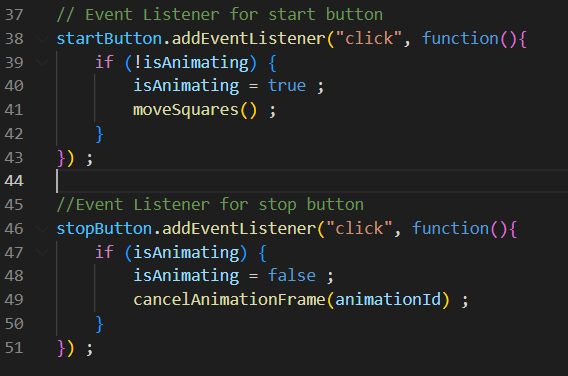 37 // Event Listener for start button
38 startButton.addEventListener("click", function(){
39     if (!isAnimating) {
40         isAnimating = true ;
41         moveSquares() ;
42     }
43 }) ;
44
45 //Event Listener for stop button
46 stopButton.addEventListener("click", function(){
47     if (isAnimating) {
48         isAnimating = false ;
49         cancelAnimationFrame(animationId) ;
50     }
51 }) ;